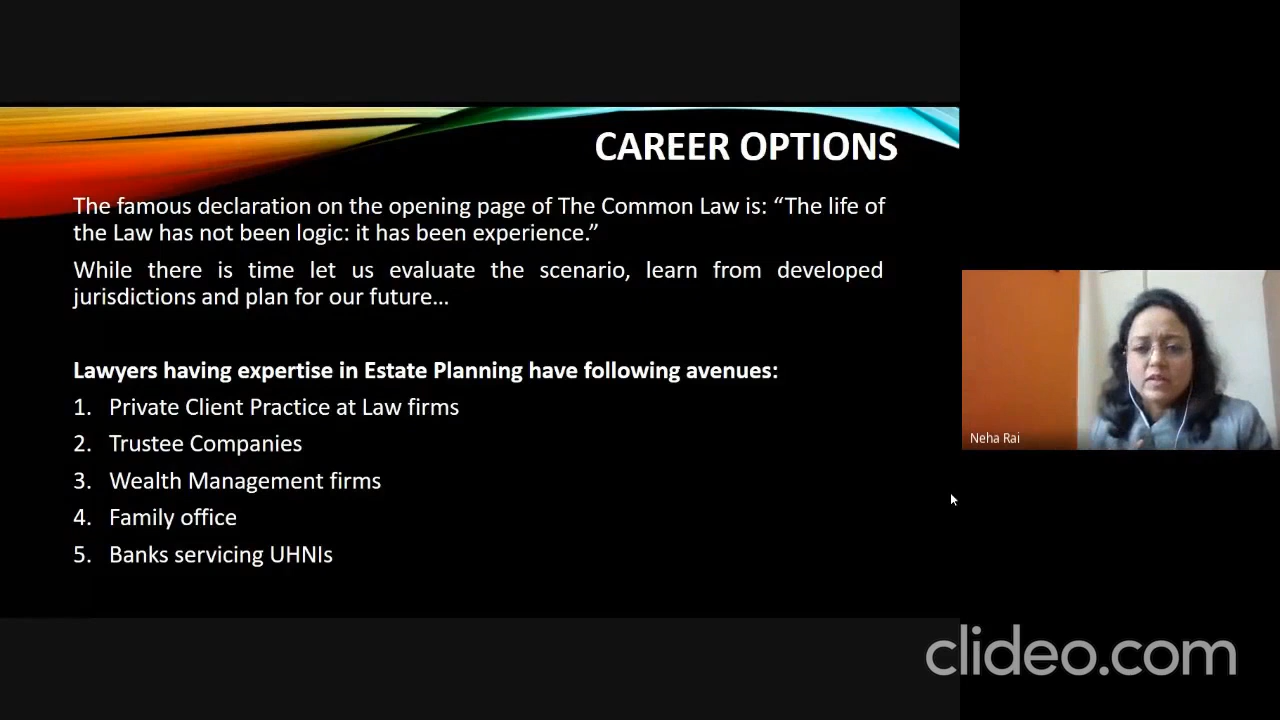 CAREER OPTIONS
The famous declaration on the opening page of The Common Law is: “The life of
the Law has not been logic: it has been experience.”
While there is time let us evaluate the scenario, learn from developed
jurisdictions and plan for our future...
Lawyers having expertise in Estate Planning have following avenues:
1. Private Client Practice at Law firms
2. Trustee Companies
3. Wealth Management firms
4. Family office
5. Banks servicing UHNIs
Neha Rai
clideo.com